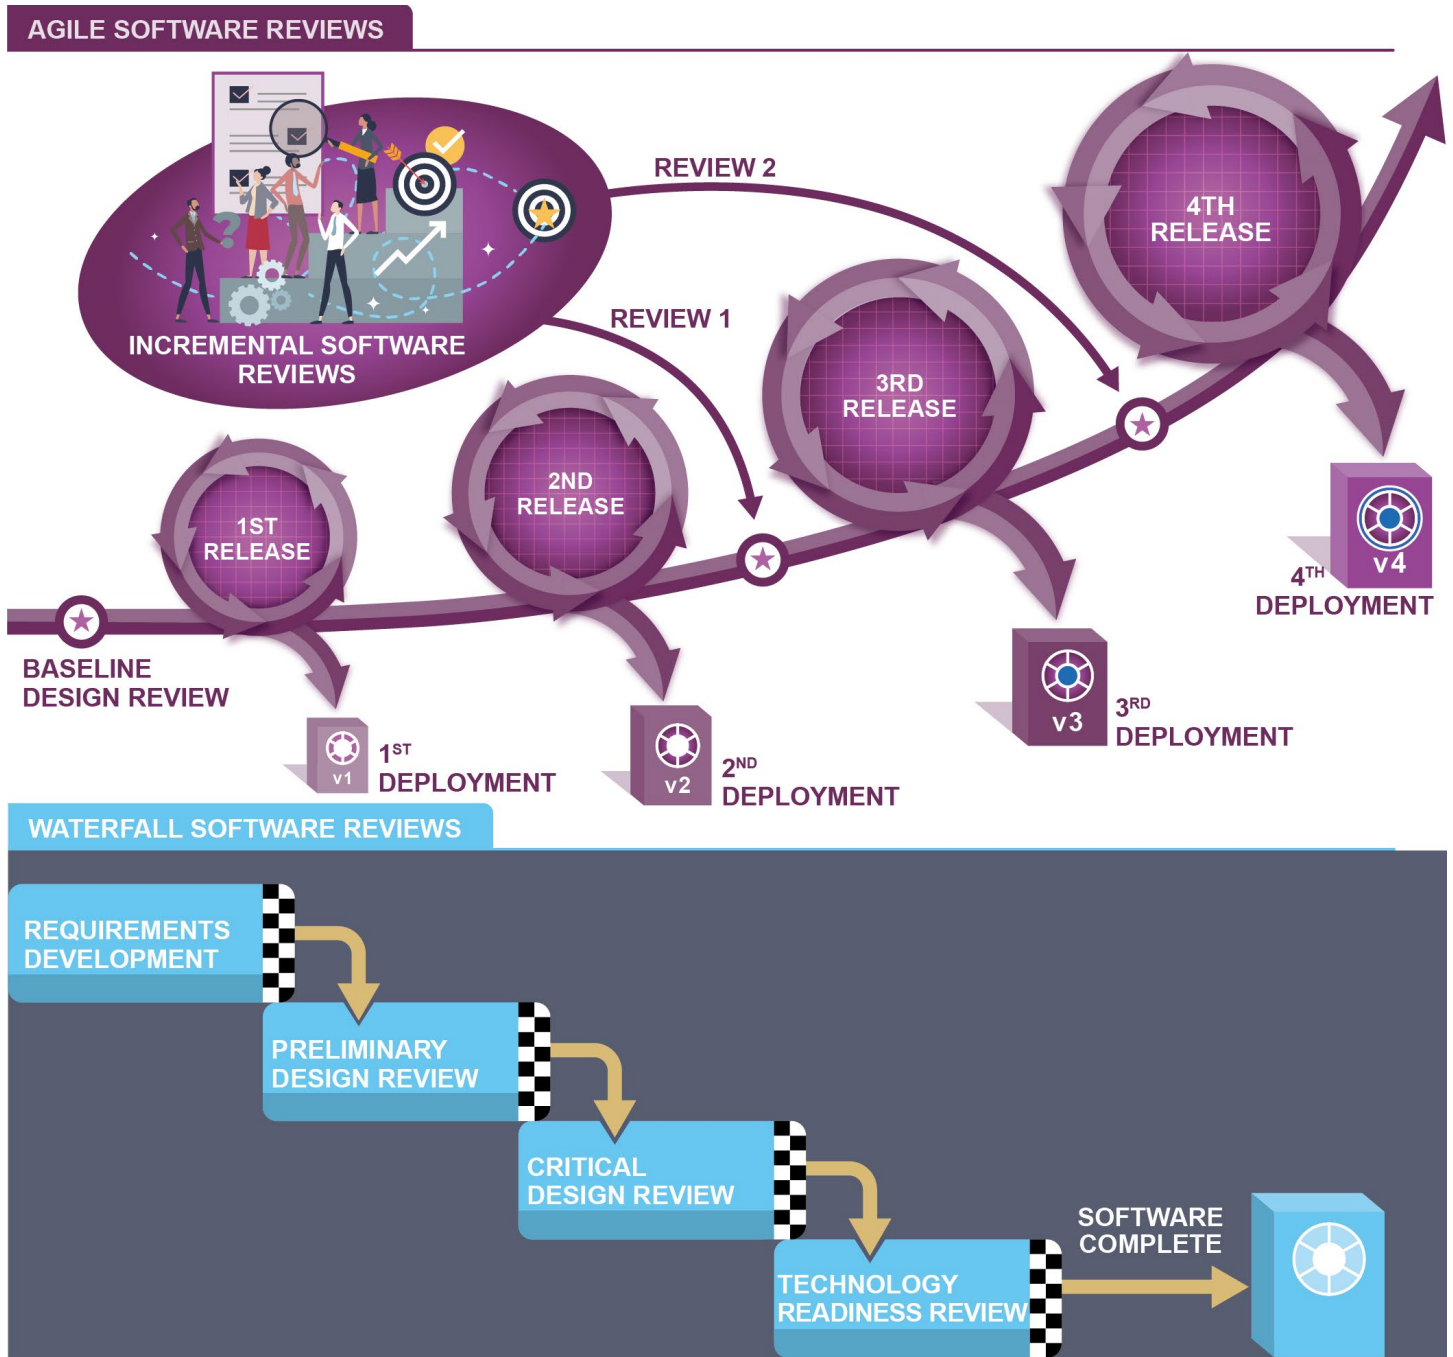 AGILE SOFTWARE REVIEWS
REVIEW 2
REVIEW 1
INCREMENTAL SOFTWARE
REVIEWS
4TH
RELEASE
3RD
RELEASE
2ND
RELEASE
1ST
RELEASE
BASELINE
DESIGN REVIEW
v1
1ST
DEPLOYMENT
v2
2ND
DEPLOYMENT
v3
3RD
DEPLOYMENT
v4
4TH
DEPLOYMENT
WATERFALL SOFTWARE REVIEWS
REQUIREMENTS
DEVELOPMENT
PRELIMINARY
DESIGN REVIEW
CRITICAL
DESIGN REVIEW
TECHNOLOGY
READINESS REVIEW
SOFTWARE
COMPLETE